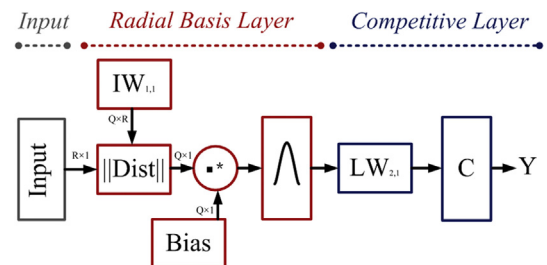 Input
Radial Basis Layer
Competitive Layer
IW1,1
Q×R
Input
R×1
||Dist||
Q×1
▪*
LW2,1
C
Y
Q×1
Bias